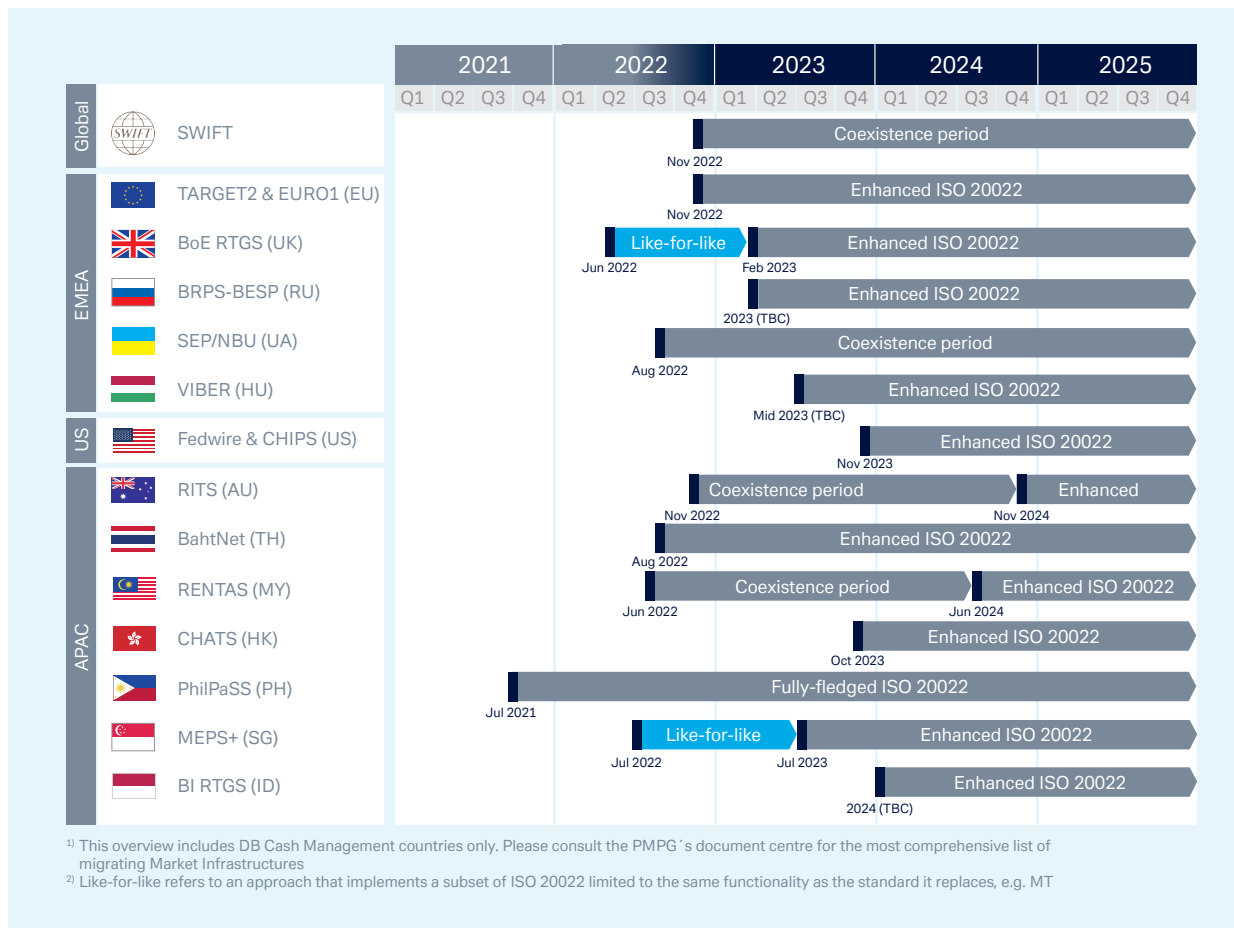 2021 2022 2023 2024 2025
Q1 Q2 Q3 Q4 Q1 Q2 Q3 Q4 Q1 Q2 Q3 Q4 Q1 Q2 Q3 Q4 Q1 Q2 Q3 Q4
Global
SWIFT SWIFT Coexistence period
Nov 2022
EMEA
TARGET2 & EURO1 (EU) Enhanced ISO 20022
Nov 2022
BoE RTGS (UK) Like-for-like Enhanced ISO 20022
Jun 2022 Feb 2023
BRPS-BESP (RU) Enhanced ISO 20022
2023 (TBC)
SEP/NBU (UA) Coexistence period
Aug 2022
VIBER (HU) Enhanced ISO 20022
Mid 2023 (TBC)
US
Fedwire & CHIPS (US) Enhanced ISO 20022
Nov 2023
APAC
RITS (AU) Coexistence period Enhanced
Nov 2022 Nov 2024
BahtNet (TH) Enhanced ISO 20022
Aug 2022
RENTAS (MY) Coexistence period Enhanced ISO 20022
Jun 2022 Jun 2024
CHATS (HK) Enhanced ISO 20022
Oct 2023
PhilPaSS (PH) Fully-fledged ISO 20022
Jul 2021
MEPS+ (SG) Like-for-like Enhanced ISO 20022
Jul 2022 Jul 2023
BI RTGS (ID) Enhanced ISO 20022
2024 (TBC)
1) This overview includes DB Cash Management countries only. Please consult the PMPG´s document centre for the most comprehensive list of
migrating Market Infrastructures
2) Like-for-like refers to an approach that implements a subset of ISO 20022 limited to the same functionality as the standard it replaces, e.g. MT